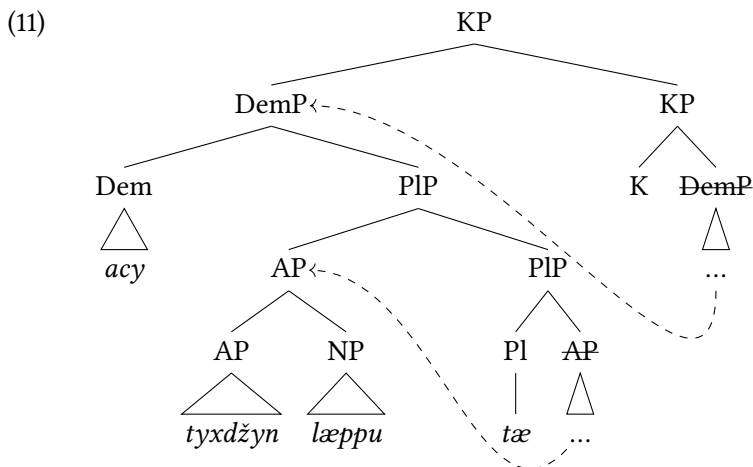 (11) KP
DemP KP
Dem PlP K DemP
acy AP PlP ...
AP NP Pl AP
tyxdžyn læppu tæ ...